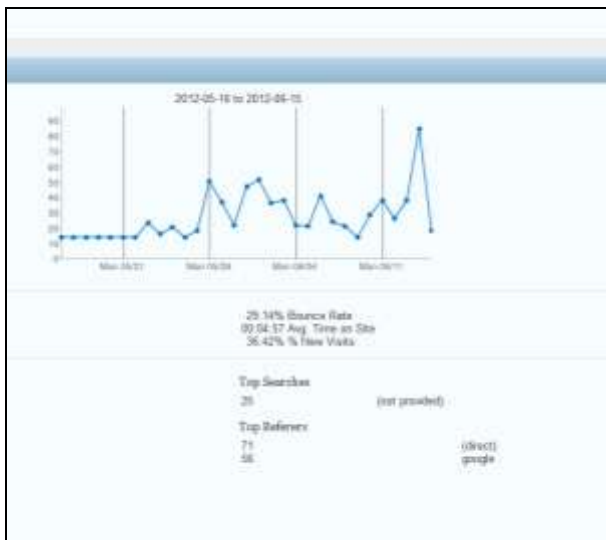 2012-05-16 to 2012-06-15
90
80
70
60
50
40
30
20
10
0
Mon 05/21 Mon 05/28 Mon 06/04 Mon 06/11
29.14% Bounce Rate
00:04:57 Avg. Time on Site
36.42% % New Visits
Top Searches
25 (not provided)
Top Referers
71 (direct)
56 google